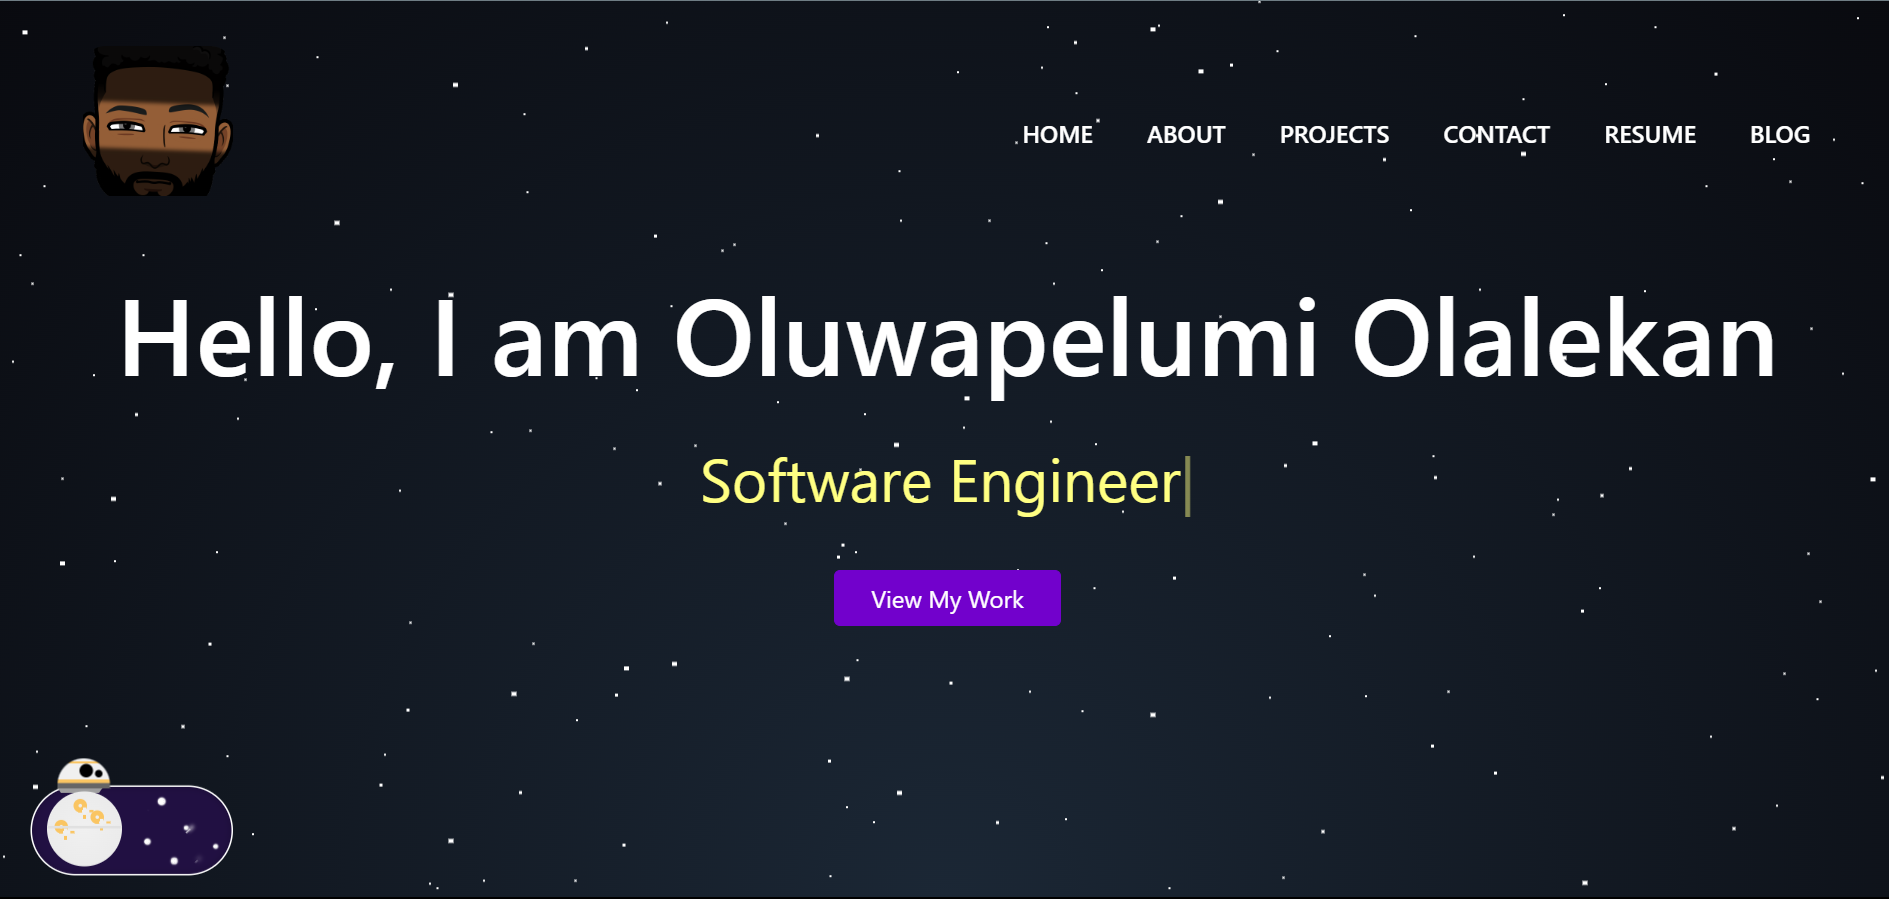 HOME ABOUT PROJECTS CONTACT RESUME BLOG
Hello, I am Oluwapelumi Olalekan
Software Engineer|
View My Work